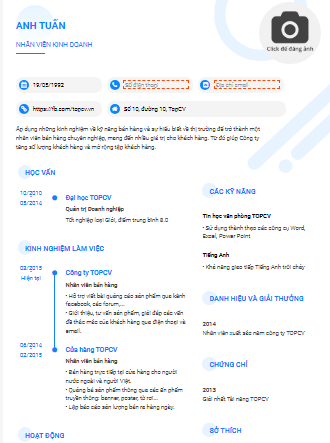 ANH TUẤN
NHÂN VIÊN KINH DOANH
Click để đăng ảnh
19/05/1992
Số điện thoại
Địa chỉ email
https://fb.com/topcv.vn
Số 10, đường 10, TopCV
Áp dụng những kinh nghiệm về kỹ năng bán hàng và sự hiểu biết về thị trường để trở thành một
nhân viên bán hàng chuyên nghiệp, mang đến nhiều giá trị cho khách hàng. Từ đó giúp Công ty
tăng số lượng khách hàng và mở rộng tập khách hàng.
HỌC VẤN
10/2010
05/2014
Đại học TOPCV
Quản trị Doanh nghiệp
Tốt nghiệp loại Giỏi, điểm trung bình 8.0
KINH NGHIỆM LÀM VIỆC
03/2015
Hiện tại
Công ty TOPCV
Nhân viên bán hàng
- Hỗ trợ viết bài quảng cáo sản phẩm qua kênh
facebook, các forum,...
- Giới thiệu, tư vấn sản phẩm, giải đáp các vấn
đề thắc mắc của khách hàng qua điện thoại và
email.
06/2014
02/2015
Cửa hàng TOPCV
Nhân viên bán hàng
- Bán hàng trực tiếp tại cửa hàng cho người
nước ngoài và người Việt.
- Quảng bá sản phẩm thông qua các ấn phẩm
truyền thông: banner, poster, tờ rơi...
- Lập báo cáo sản lượng bán ra hàng ngày.
HOẠT ĐỘNG
CÁC KỸ NĂNG
Tin học văn phòng TOPCV
- Sử dụng thành thạo các công cụ Word,
Excel, Power Point
Tiếng Anh
- Khả năng giao tiếp Tiếng Anh trôi chảy
DANH HIỆU VÀ GIẢI THƯỞNG
2014
Nhân viên xuất sắc năm công ty TOPCV
CHỨNG CHỈ
2013
Giải nhất Tài năng TOPCV
SỞ THÍCH